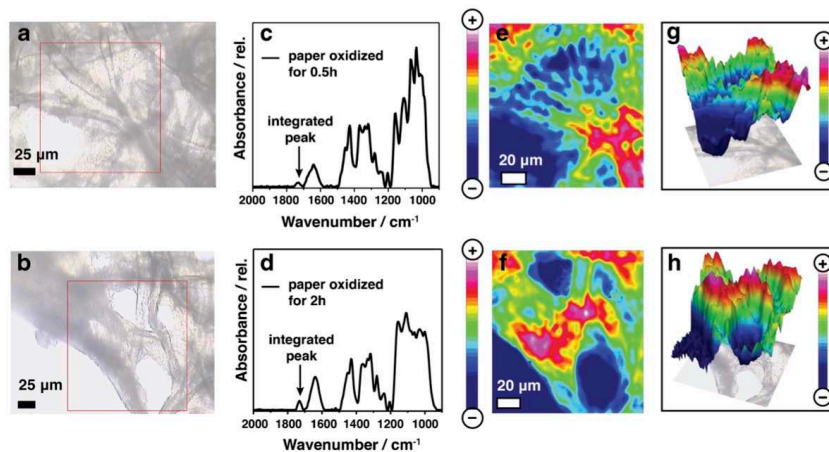 a
25 µm
c
Absorbance / rel.
paper oxidized
for 0.5h
integrated
peak
2000 1800 1600 1400 1200 1000
Wavenumber / cm-1
+
−
e
20 µm
g
+
−
b
25 µm
d
Absorbance / rel.
paper oxidized
for 2h
integrated
peak
2000 1800 1600 1400 1200 1000
Wavenumber / cm-1
+
−
f
20 µm
h
+
−